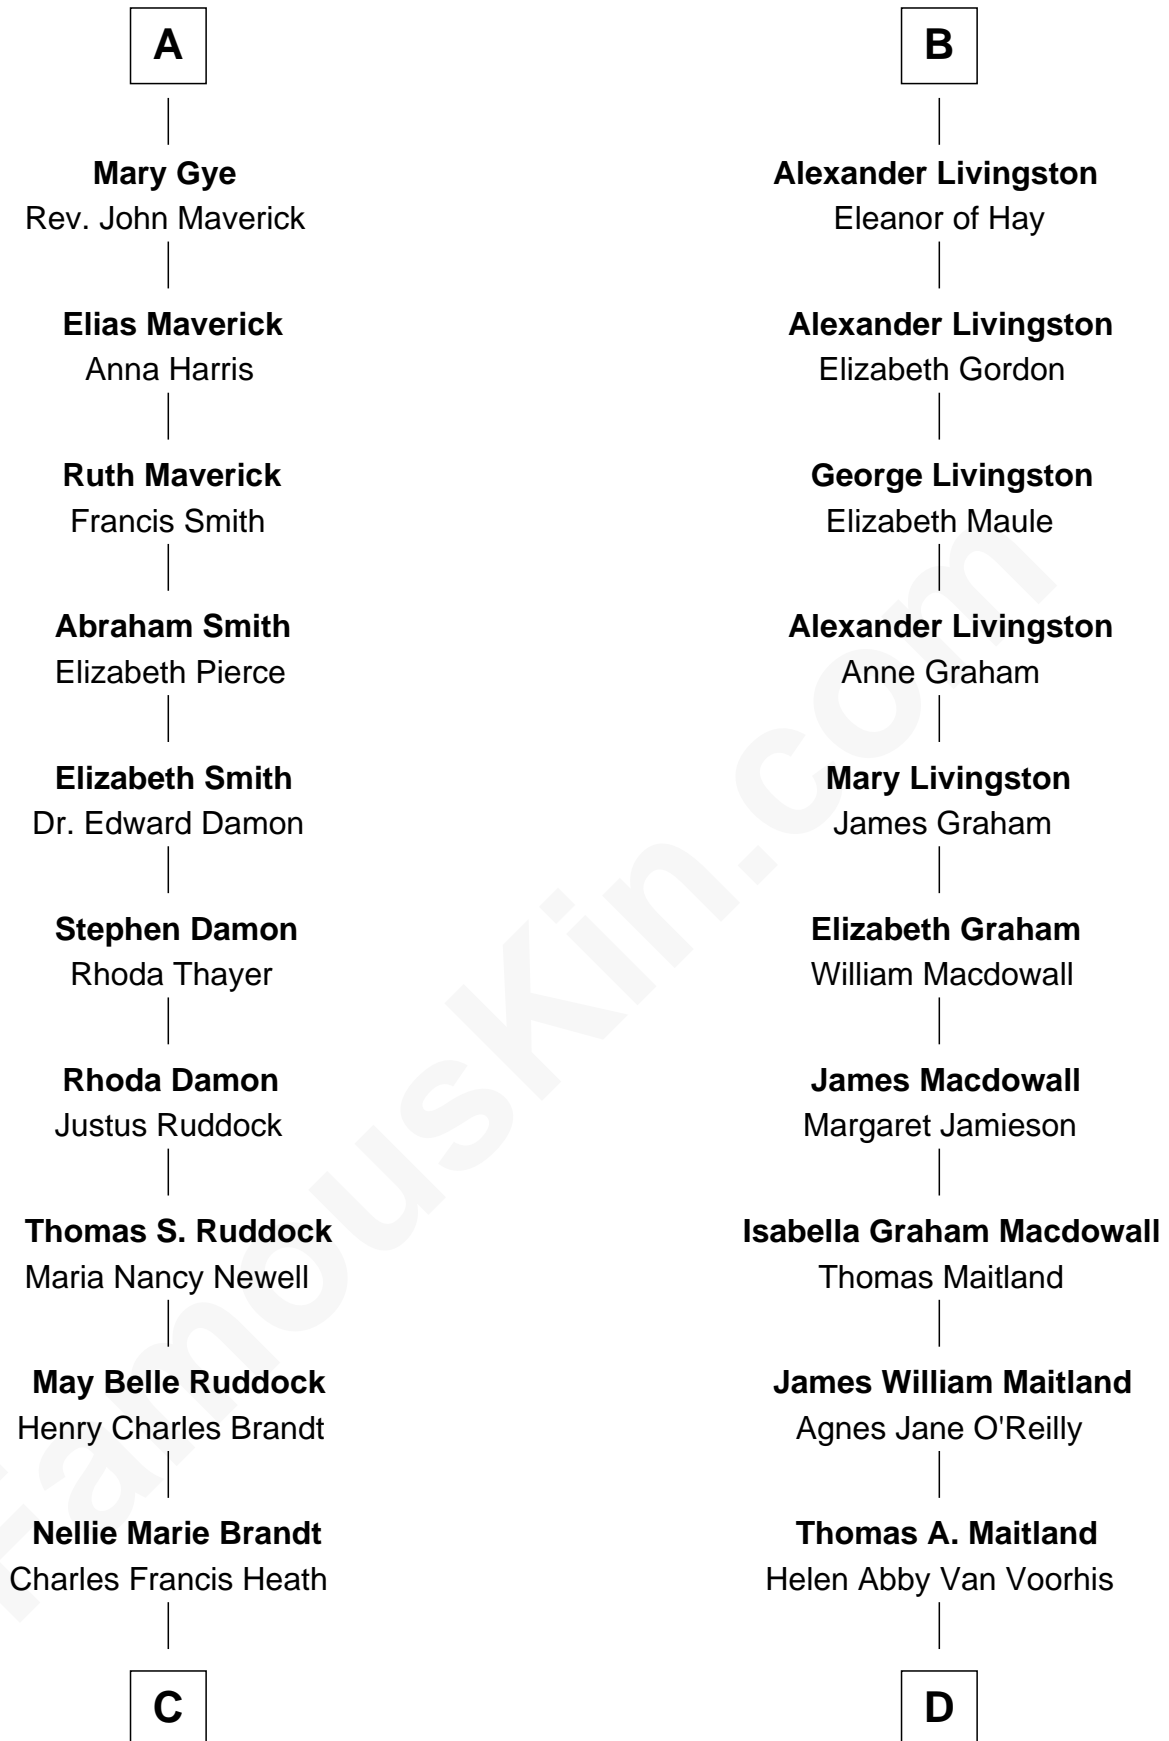 A
Mary Gye
Rev. John Maverick
Elias Maverick
Anna Harris
Ruth Maverick
Francis Smith
Abraham Smith
Elizabeth Pierce
Elizabeth Smith
Dr. Edward Damon
Stephen Damon
Rhoda Thayer
Rhoda Damon
Justus Ruddock
Thomas S. Ruddock
Maria Nancy Newell
May Belle Ruddock
Henry Charles Brandt
Nellie Marie Brandt
Charles Francis Heath
C
B
Alexander Livingston
Eleanor of Hay
Alexander Livingston
Elizabeth Gordon
George Livingston
Elizabeth Maule
Alexander Livingston
Anne Graham
Mary Livingston
James Graham
Elizabeth Graham
William Macdowall
James Macdowall
Margaret Jamieson
Isabella Graham Macdowall
Thomas Maitland
James William Maitland
Agnes Jane O'Reilly
Thomas A. Maitland
Helen Abby Van Voorhis
D
FamousKin.com